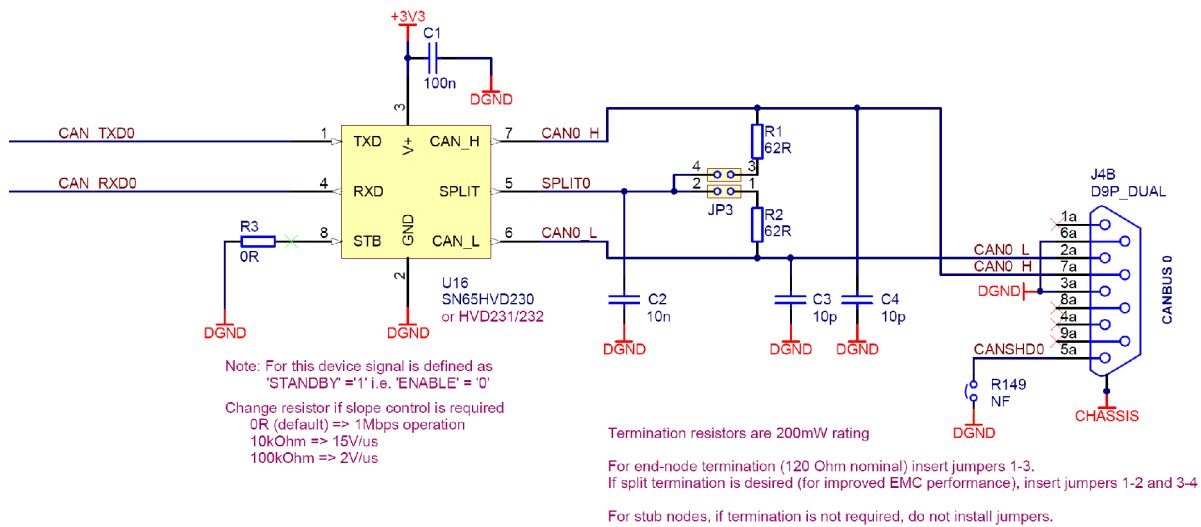 +3V3
C1
100n
DGND
3
CAN_TXD0
1
TXD
V+
CAN_H
7
CAN0_H
R1
62R
CAN_RXD0
4
RXD
SPLIT
5
SPLIT0
4
3
2
1
JP3
R3
0R
8
STB
GND
CAN_L
6
CAN0_L
R2
62R
2
DGND
DGND
U16
SN65HVD230
or HVD231/232
C2
10n
DGND
C3
10p
DGND
C4
10p
DGND
J4B
D9P_DUAL
1a
6a
CAN0_L
2a
CAN0_H
7a
DGND
3a
8a
4a
9a
CANSHD0
5a
CANBUS 0
R149
NF
DGND
CHASSIS
Note: For this device signal is defined as
'STANDBY' ='1' i.e. 'ENABLE' = '0'
Change resistor if slope control is required
0R (default) => 1Mbps operation
10kOhm => 15V/us
100kOhm => 2V/us
Termination resistors are 200mW rating
For end-node termination (120 Ohm nominal) insert jumpers 1-3.
If split termination is desired (for improved EMC performance), insert jumpers 1-2 and 3-4
For stub nodes, if termination is not required, do not install jumpers.